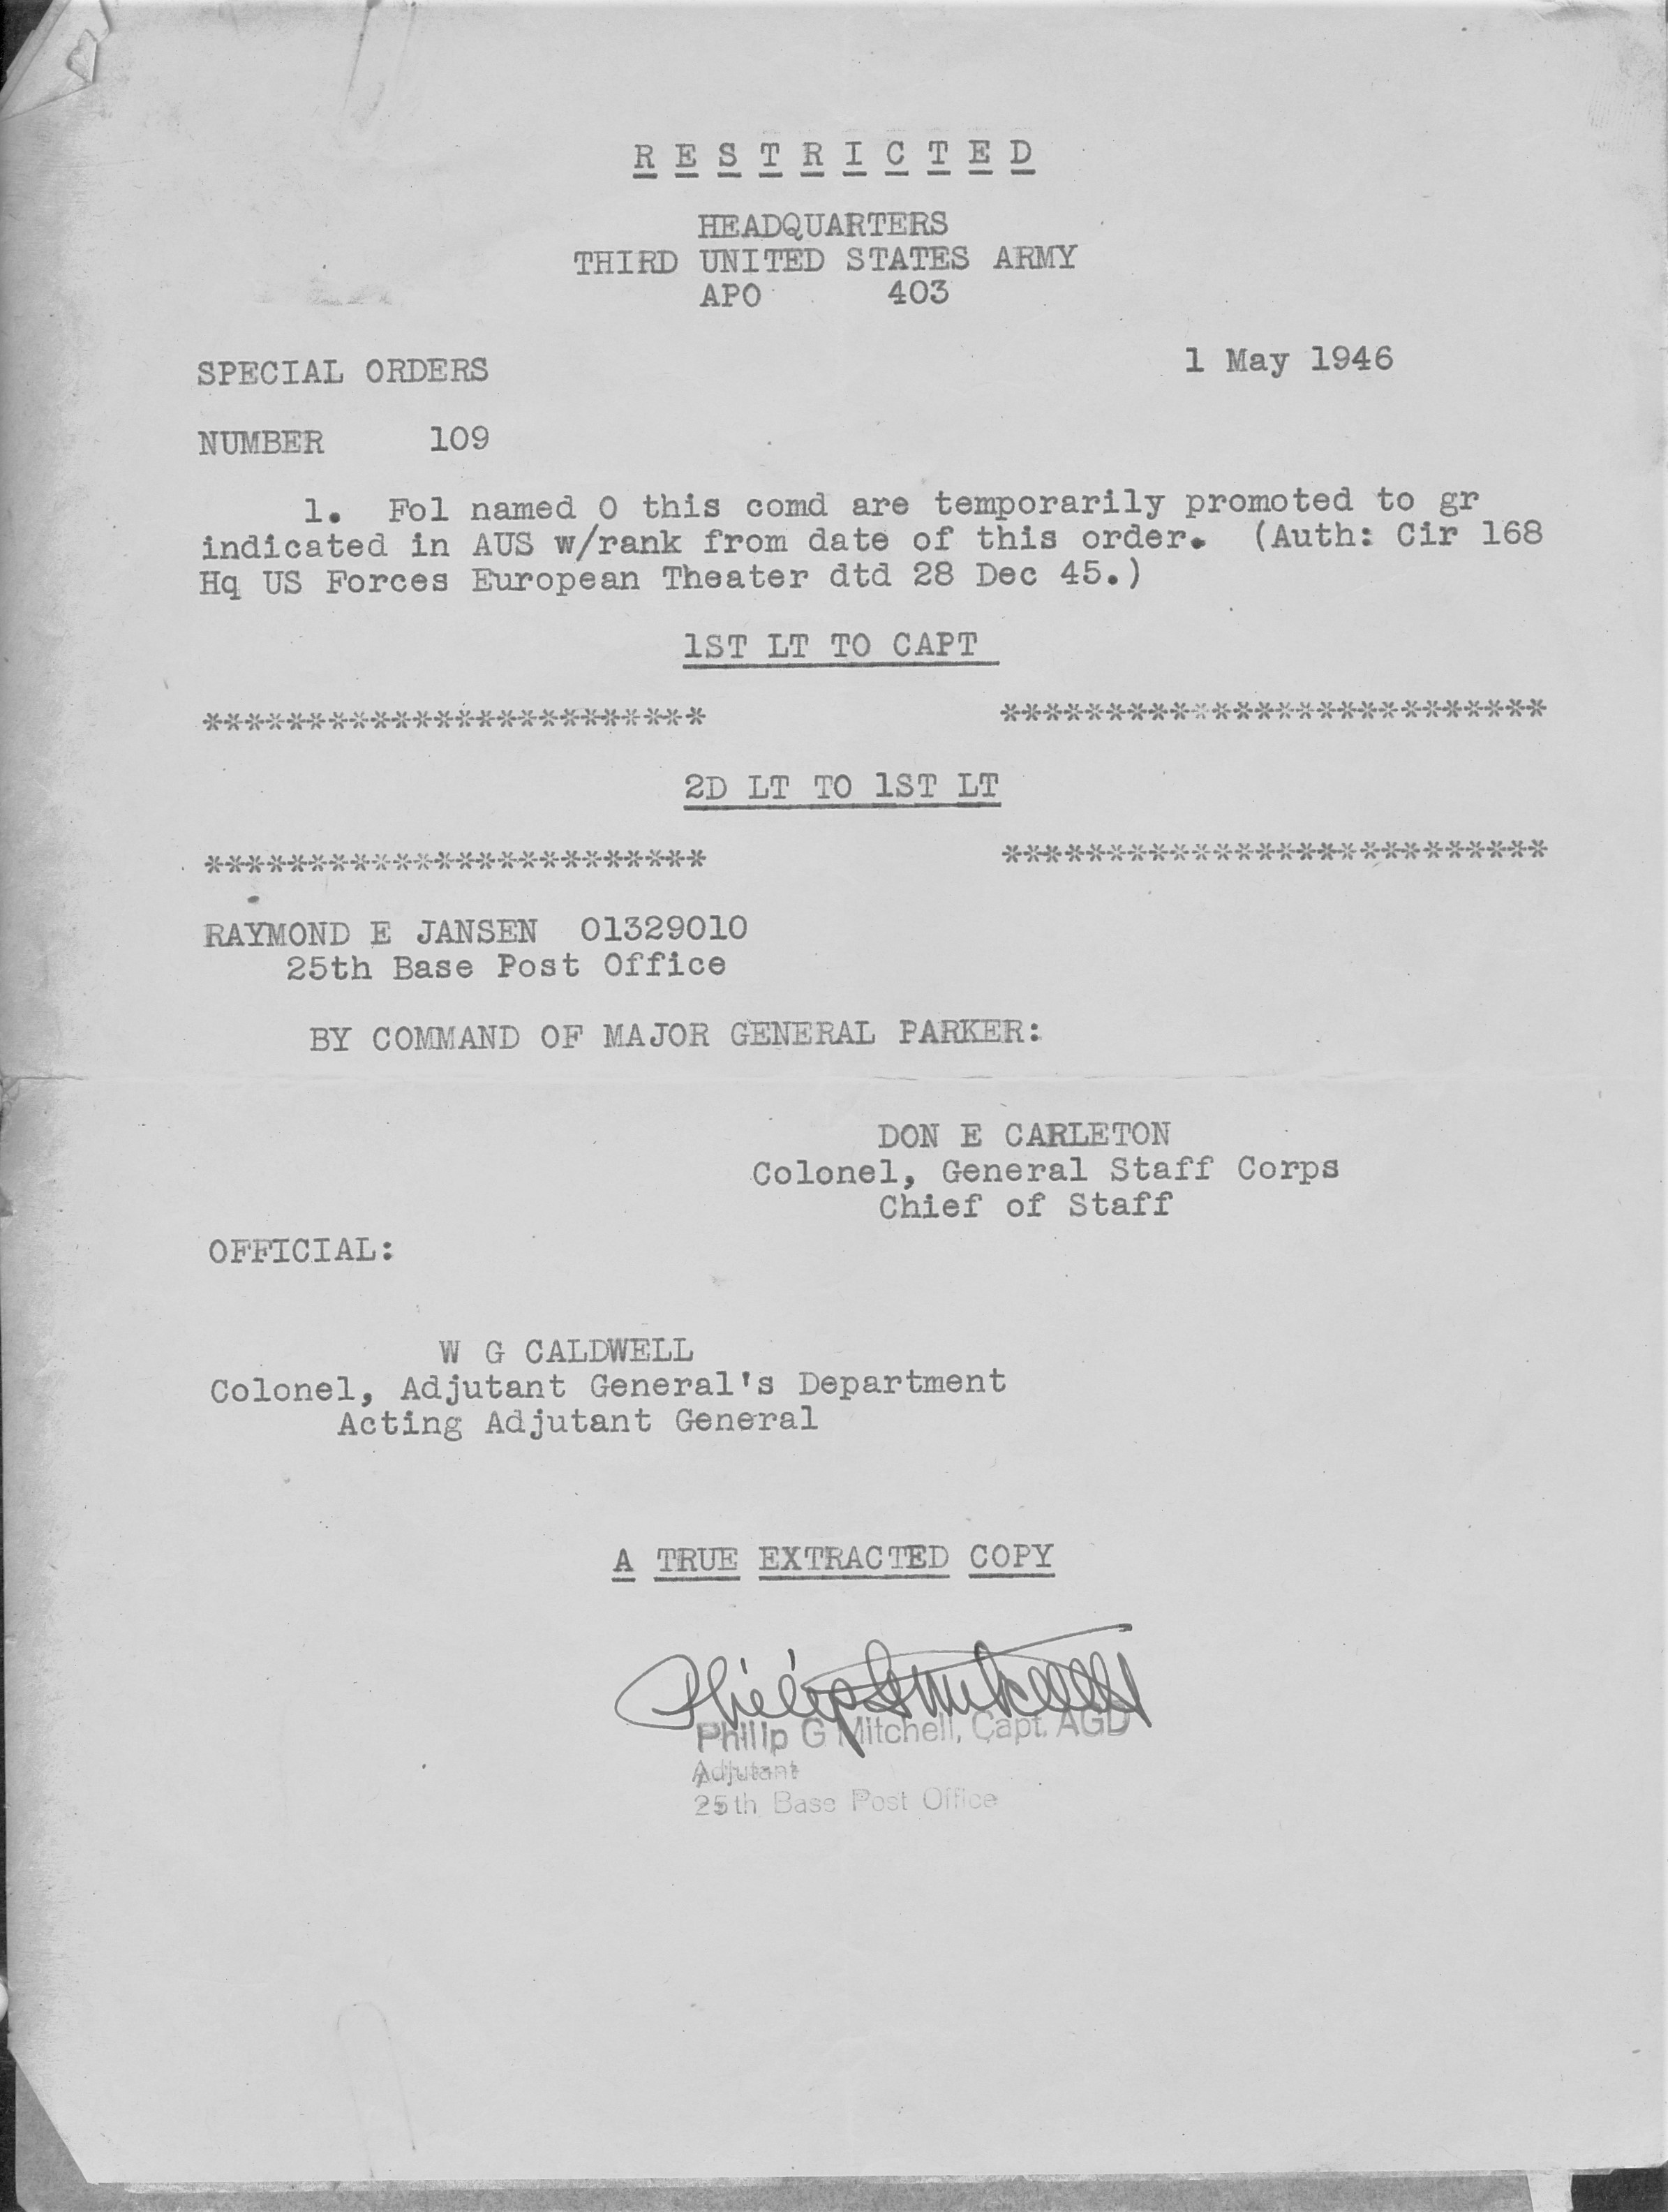 R E S T R I C T E D
HEADQUARTERS
THIRD UNITED STATES ARMY
APO 403
SPECIAL ORDERS 1 May 1946
NUMBER 109
1. Fol named O this comd are temporarily promoted to gr
indicated in AUS w/rank from date of this order. (Auth: Cir 168
Hq US Forces European Theater dtd 28 Dec 45.)
1ST LT TO CAPT
************************ **************************
2D LT TO 1ST LT
************************ **************************
RAYMOND E JANSEN 01329010
25th Base Post Office
BY COMMAND OF MAJOR GENERAL PARKER:
DON E CARLETON
Colonel, General Staff Corps
Chief of Staff
OFFICIAL:
W G CALDWELL
Colonel, Adjutant General's Department
Acting Adjutant General
A TRUE EXTRACTED COPY
Philip G Mitchell
Philip G Mitchell, Capt. AGD
Adjutant
25th Base Post Office